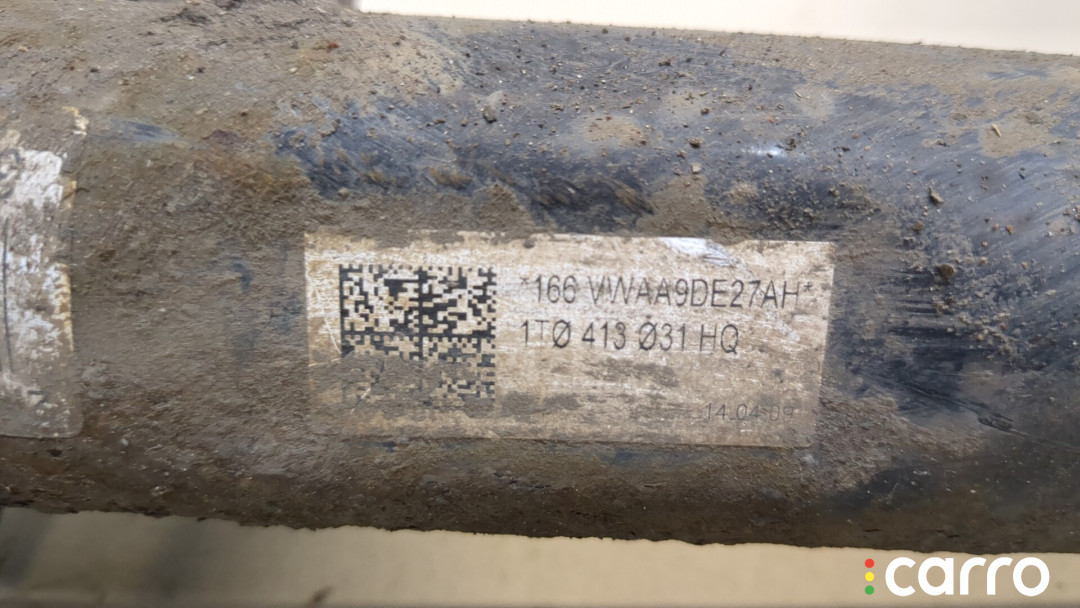 *166 VWAA9DE27AH*
1TØ 413 Ø31 HQ
14.04.09
carro